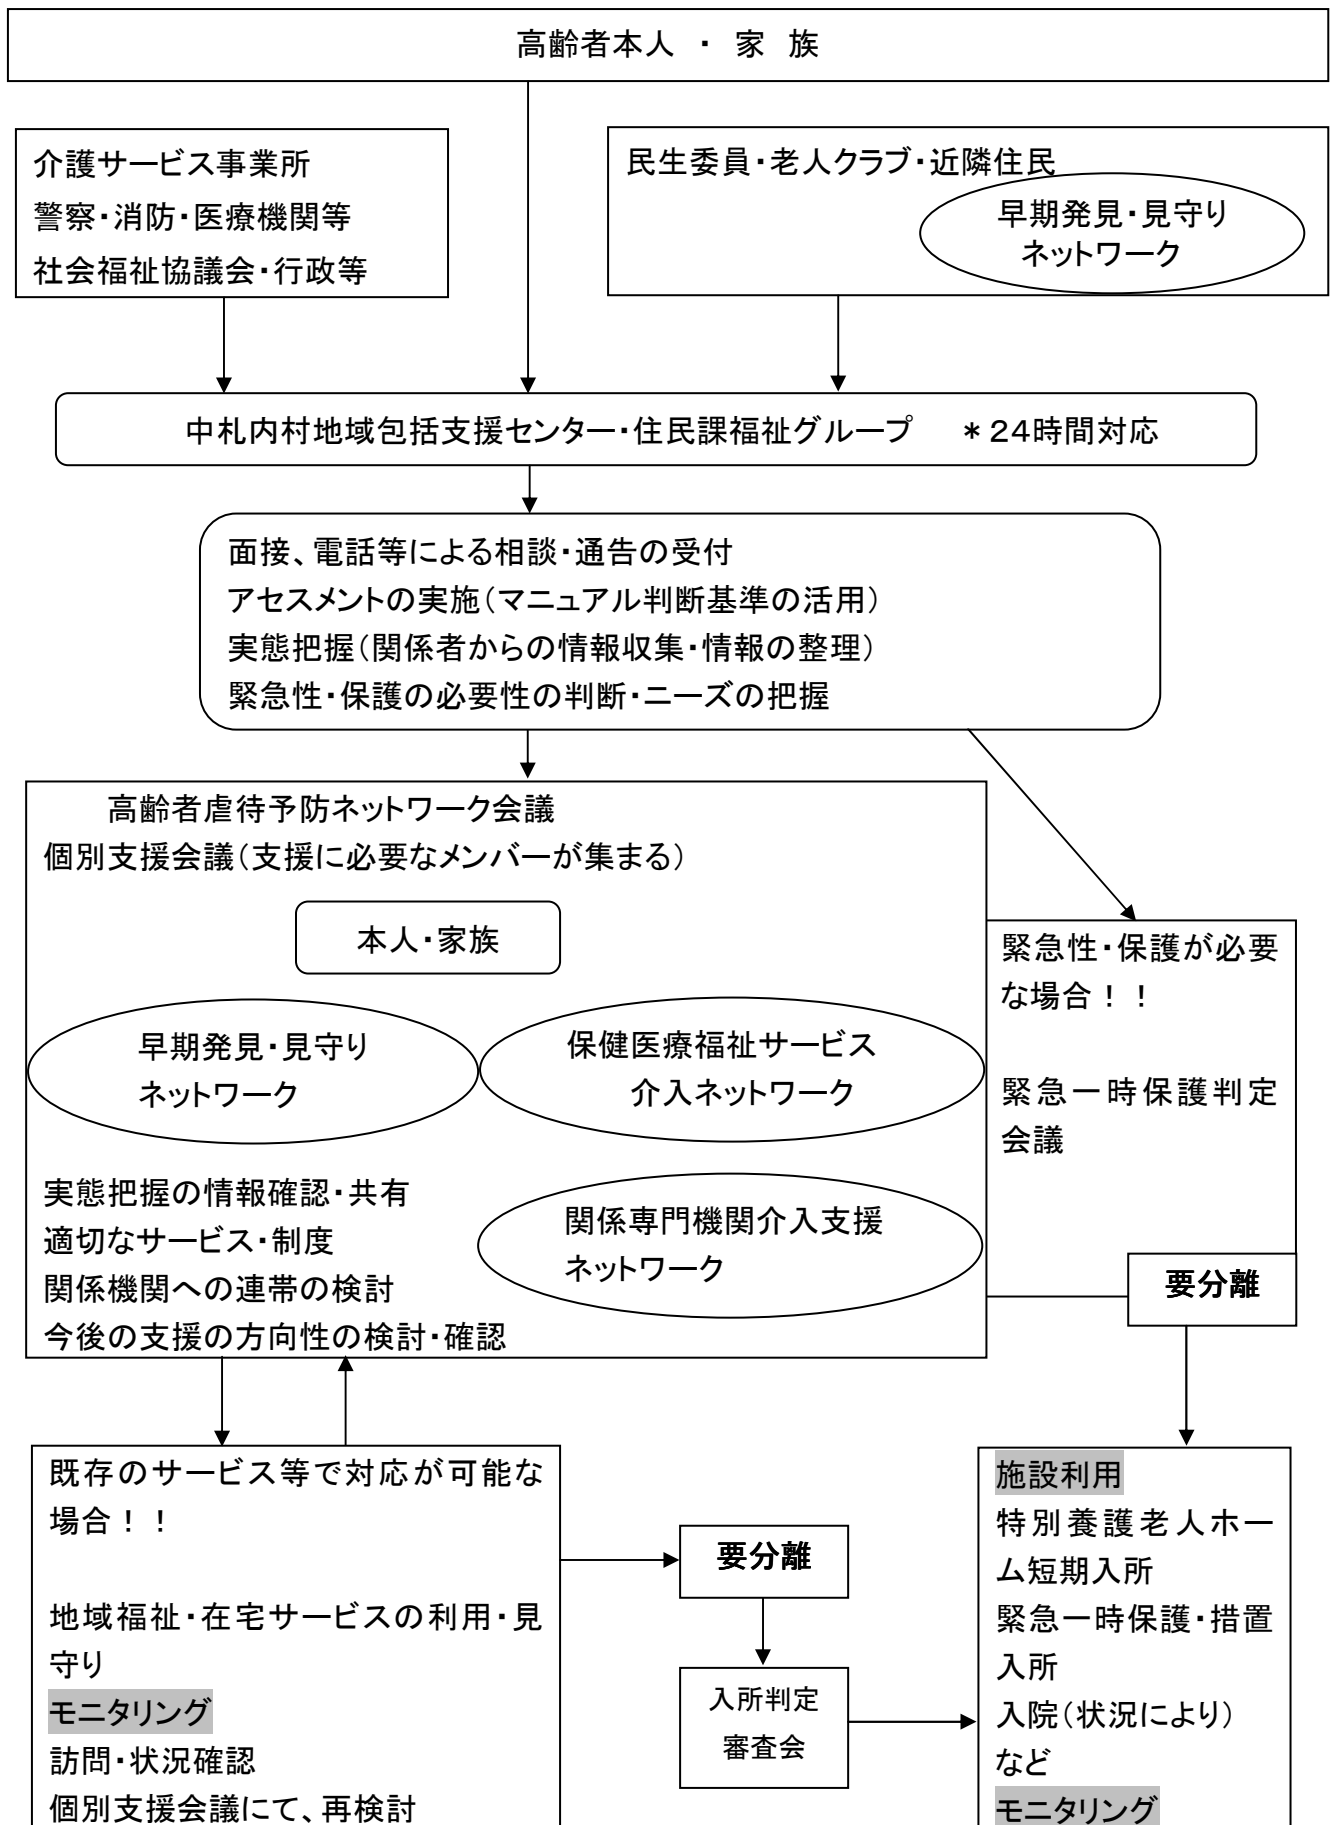 高齢者本人　・　家　族
介護サービス事業所
警察・消防・医療機関等
社会福祉協議会・行政等
民生委員・老人クラブ・近隣住民
早期発見・見守り
ネットワーク
中札内村地域包括支援センター・住民課福祉グループ　＊24時間対応
面接、電話等による相談・通告の受付
アセスメントの実施（マニュアル判断基準の活用）
実態把握（関係者からの情報収集・情報の整理）
緊急性・保護の必要性の判断・ニーズの把握
高齢者虐待予防ネットワーク会議
個別支援会議（支援に必要なメンバーが集まる）
本人・家族
早期発見・見守り
ネットワーク
保健医療福祉サービス
介入ネットワーク
実態把握の情報確認・共有
適切なサービス・制度
関係機関への連帯の検討
今後の支援の方向性の検討・確認
関係専門機関介入支援
ネットワーク
緊急性・保護が必要
な場合！！
緊急一時保護判定
会議
要分離
既存のサービス等で対応が可能な
場合！！
地域福祉・在宅サービスの利用・見
守り
モニタリング
訪問・状況確認
個別支援会議にて、再検討
要分離
入所判定
審査会
施設利用
特別養護老人ホー
ム短期入所
緊急一時保護・措置
入所
入院（状況により）
など
モニタリング